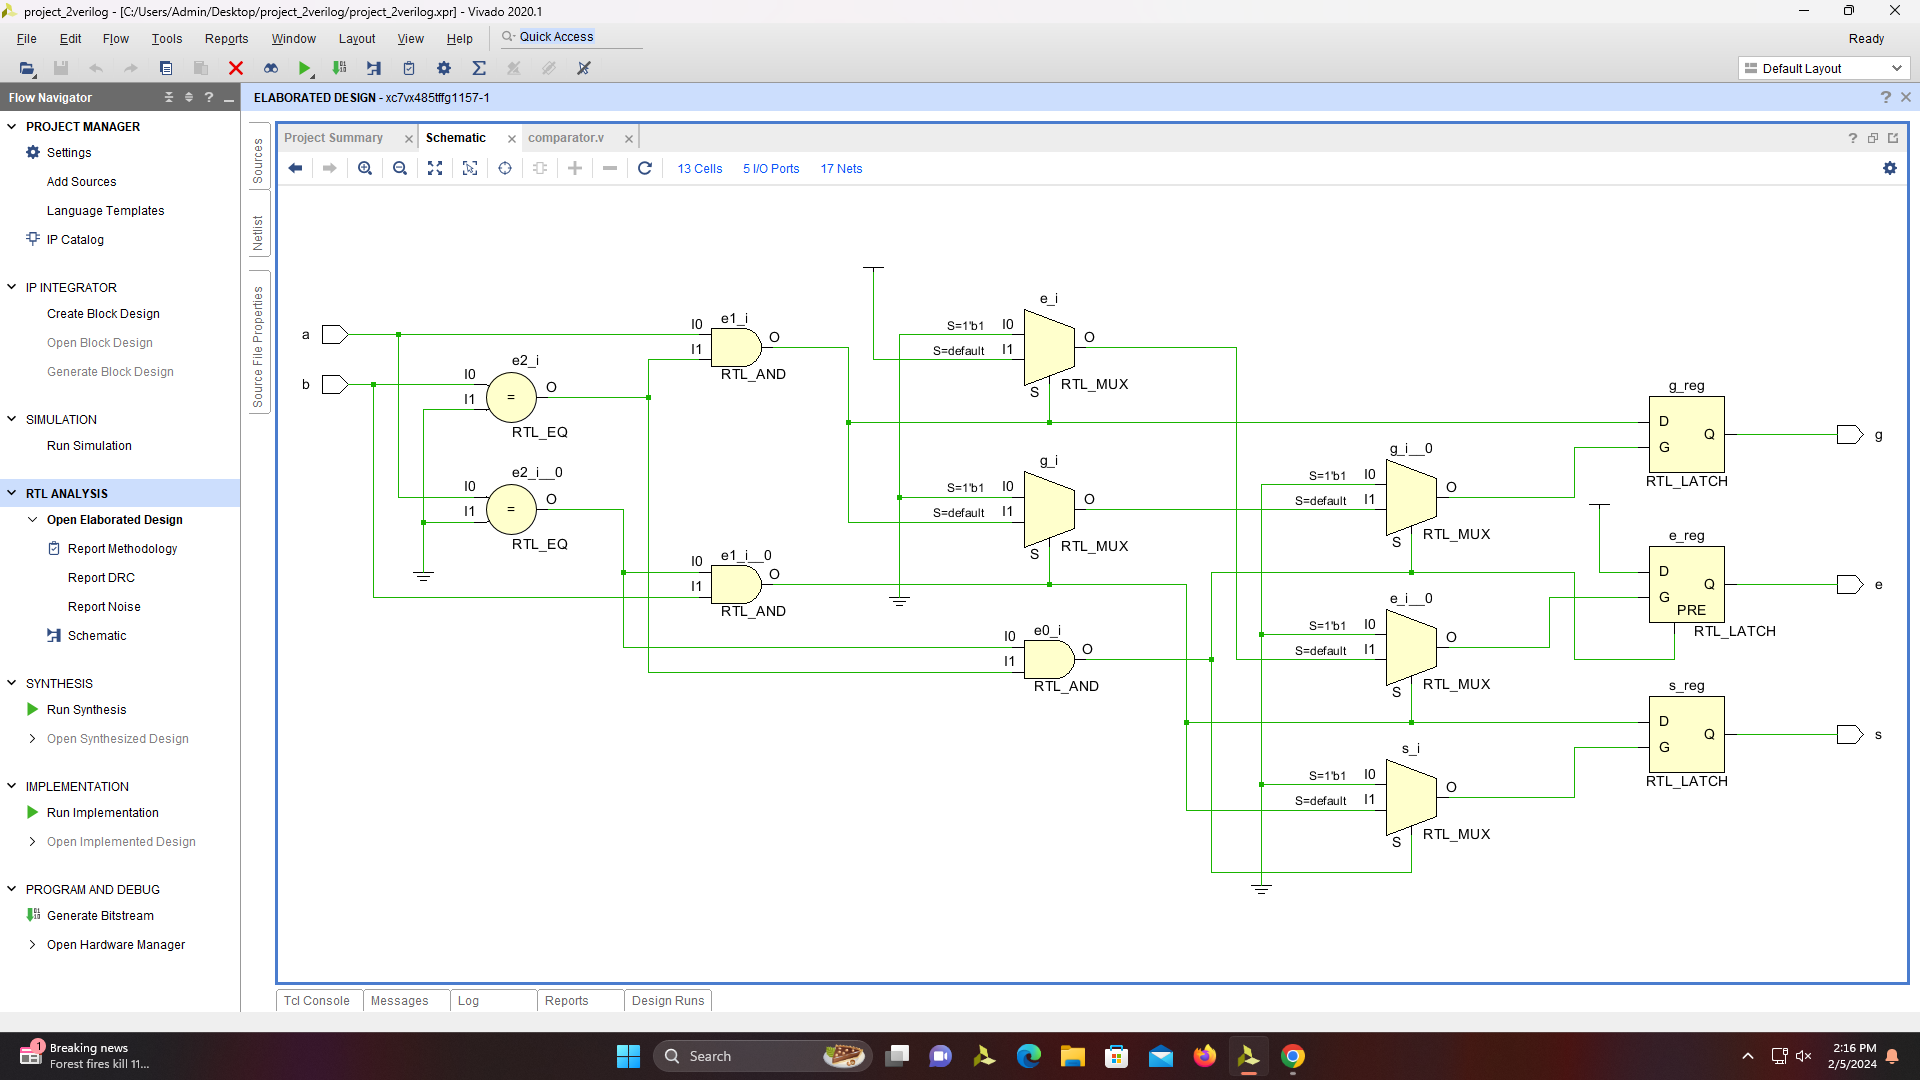 project_2verilog - [C:/Users/Admin/Desktop/project_2verilog/project_2verilog.xpr] - Vivado 2020.1
File Edit Flow Tools Reports Window Layout View Help Quick Access Ready
Default Layout
Flow Navigator
ELABORATED DESIGN - xc7vx485tffg1157-1
PROJECT MANAGER
Settings
Add Sources
Language Templates
IP Catalog
IP INTEGRATOR
Create Block Design
Open Block Design
Generate Block Design
SIMULATION
Run Simulation
RTL ANALYSIS
Open Elaborated Design
Report Methodology
Report DRC
Report Noise
Schematic
SYNTHESIS
Run Synthesis
Open Synthesized Design
IMPLEMENTATION
Run Implementation
Open Implemented Design
PROGRAM AND DEBUG
Generate Bitstream
Open Hardware Manager
Sources
Netlist
Source File Properties
Project Summary Schematic comparator.v
13 Cells 5 I/O Ports 17 Nets
a
b
e2_i
I0
I1
=
O
RTL_EQ
e2_i__0
I0
I1
=
O
RTL_EQ
e1_i
I0
I1
O
RTL_AND
e1_i__0
I0
I1
O
RTL_AND
e_i
S=1'b1 I0
S=default I1
O
S
RTL_MUX
g_i
S=1'b1 I0
S=default I1
O
S
RTL_MUX
e0_i
I0
I1
O
RTL_AND
g_i__0
S=1'b1 I0
S=default I1
O
S
RTL_MUX
e_i__0
S=1'b1 I0
S=default I1
O
S
RTL_MUX
s_i
S=1'b1 I0
S=default I1
O
S
RTL_MUX
g_reg
D
G
Q
RTL_LATCH
g
e_reg
D
G
Q
PRE
RTL_LATCH
e
s_reg
D
G
Q
RTL_LATCH
s
Tcl Console Messages Log Reports Design Runs
1
Breaking news
Forest fires kill 11...
Search
2:16 PM
2/5/2024